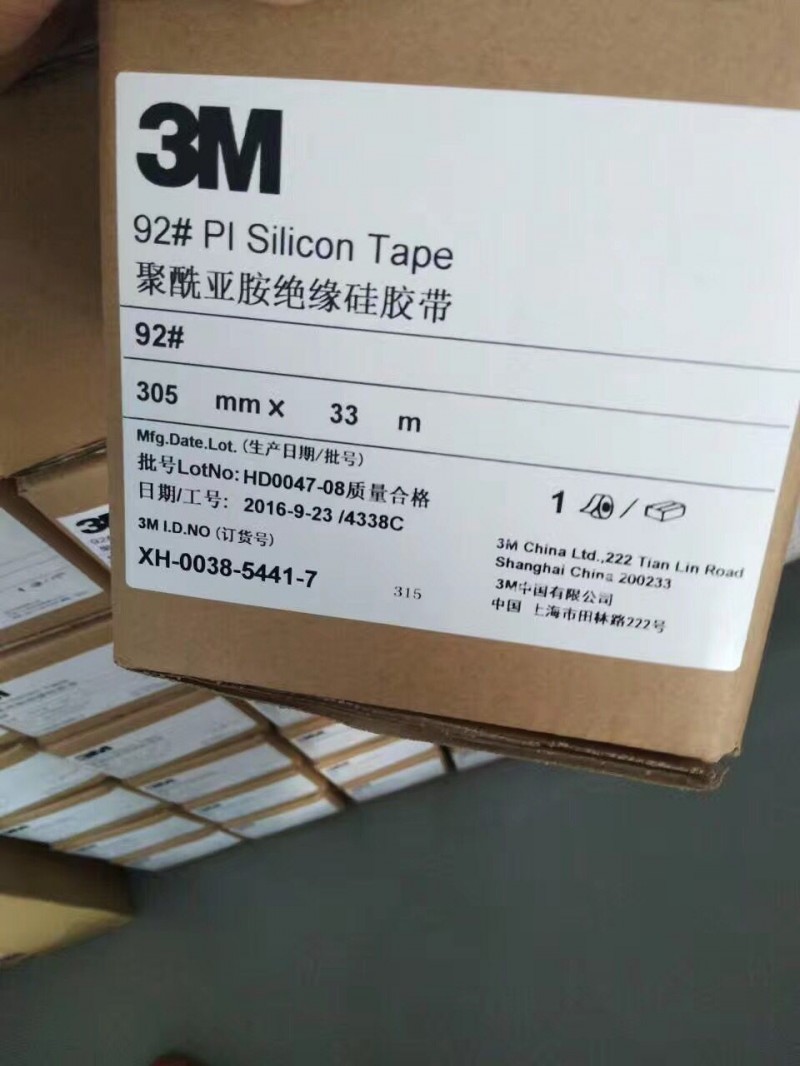 3M
92# PI Silicon Tape
聚酰亚胺绝缘硅胶带
92#
305 mm x 33 m
Mfg.Date.Lot. (生产日期/批号)
批号LotNo: HD0047-08质量合格
日期/工号: 2016-9-23 /4338C
3M I.D.NO (订货号)
XH-0038-5441-7
315
1 /
3M China Ltd.,222 Tian Lin Road
Shanghai China 200233
3M中国有限公司
中国 上海市田林路222号
3M
92#
3M